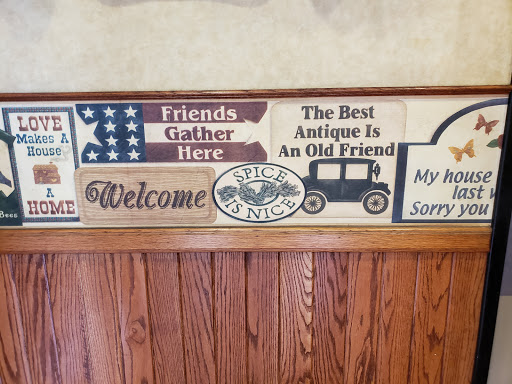 Bees
LOVE
Makes A
House
A
HOME
Friends
Gather
Here
Welcome
SPICE
IS NICE
The Best
Antique Is
An Old Friend
My house
last w
Sorry you